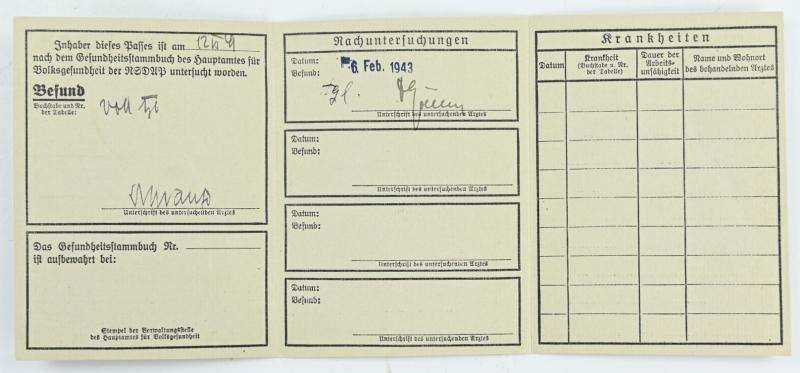 Inhaber dieses Passes ist am
nach dem Gesundheitsstammbuch des Hauptamtes für
Volksgesundheit der NSDAP untersucht worden.
Befund
Buchstabe und Nr.
der Tabelle:
Unterschrift des untersuchenden Arztes
Das Gesundheitsstammbuch Nr.
ist aufbewahrt bei:
Stempel der Verwaltungsstelle
des Hauptamtes für Volksgesundheit
Nachuntersuchungen
Datum: 6. Feb. 1943
Befund:
Unterschrift des untersuchenden Arztes
Datum:
Befund:
Unterschrift des untersuchenden Arztes
Datum:
Befund:
Unterschrift des untersuchenden Arztes
Datum:
Befund:
Unterschrift des untersuchenden Arztes
Krankheiten
Datum
Krankheit
(Buchstabe u. Nr.
der Tabelle)
Dauer der
Arbeits-
unfähigkeit
Name und Wohnort
des behandelnden Arztes